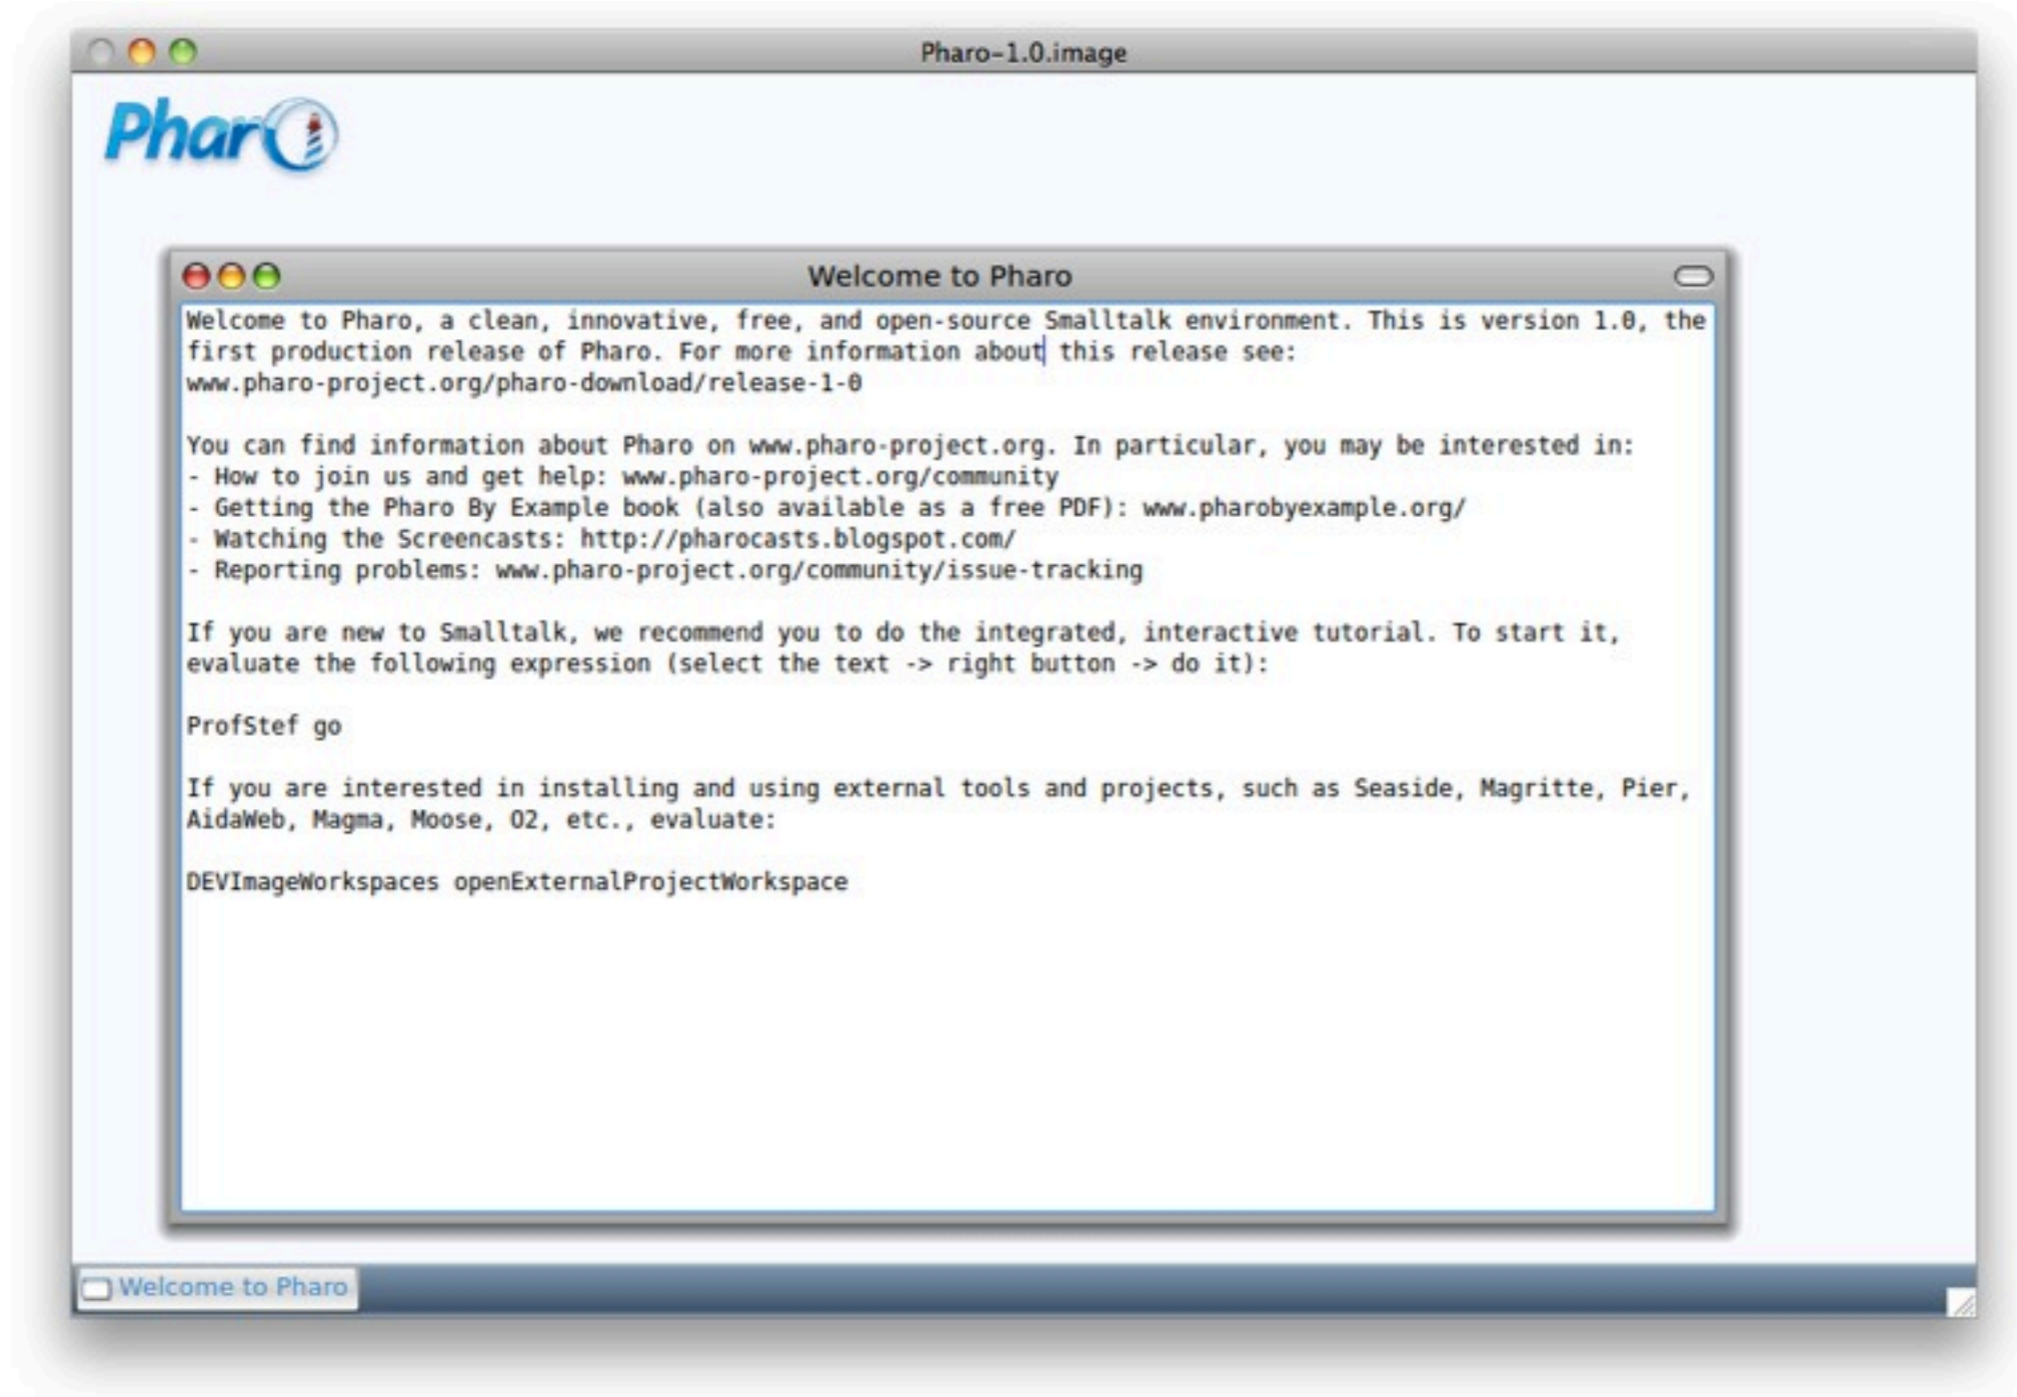 Pharo-1.0.image
Pharo
Welcome to Pharo
Welcome to Pharo, a clean, innovative, free, and open-source Smalltalk environment. This is version 1.0, the
first production release of Pharo. For more information about this release see:
www.pharo-project.org/pharo-download/release-1-0
You can find information about Pharo on www.pharo-project.org. In particular, you may be interested in:
- How to join us and get help: www.pharo-project.org/community
- Getting the Pharo By Example book (also available as a free PDF): www.pharobyexample.org/
- Watching the Screencasts: http://pharocasts.blogspot.com/
- Reporting problems: www.pharo-project.org/community/issue-tracking
If you are new to Smalltalk, we recommend you to do the integrated, interactive tutorial. To start it,
evaluate the following expression (select the text -> right button -> do it):
ProfStef go
If you are interested in installing and using external tools and projects, such as Seaside, Magritte, Pier,
AidaWeb, Magma, Moose, O2, etc., evaluate:
DEVImageWorkspaces openExternalProjectWorkspace
Welcome to Pharo